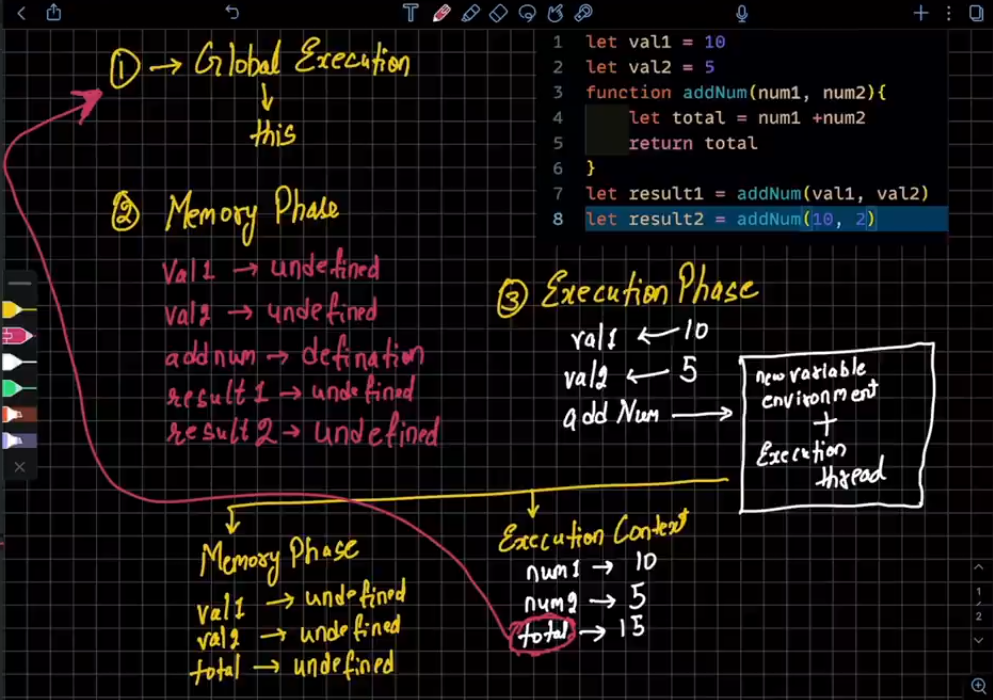 ① → Global Execution
↓
this
② Memory Phase
val1 → undefined
val2 → undefined
addnum → defination
result1 → undefined
result2 → undefined
1 let val1 = 10
2 let val2 = 5
3 function addNum(num1, num2){
4 let total = num1 +num2
5 return total
6 }
7 let result1 = addNum(val1, val2)
8 let result2 = addNum(10, 2)
③ Execution Phase
val1 ← 10
val2 ← 5
add Num →
new variable
environment
+
Execution
thread
Memory Phase
val1 → undefined
val2 → undefined
total → undefined
Execution Context
num1 → 10
num2 → 5
total → 15
1
2